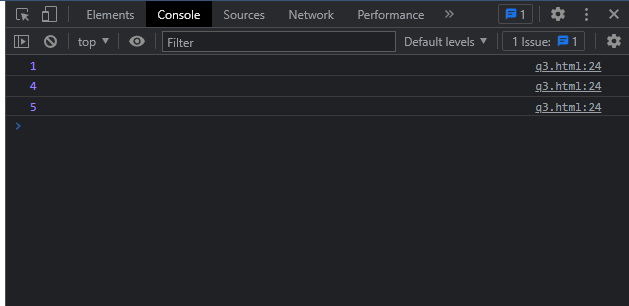 Elements Console Sources Network Performance » 1
top Filter Default levels 1 Issue: 1
1 q3.html:24
4 q3.html:24
5 q3.html:24